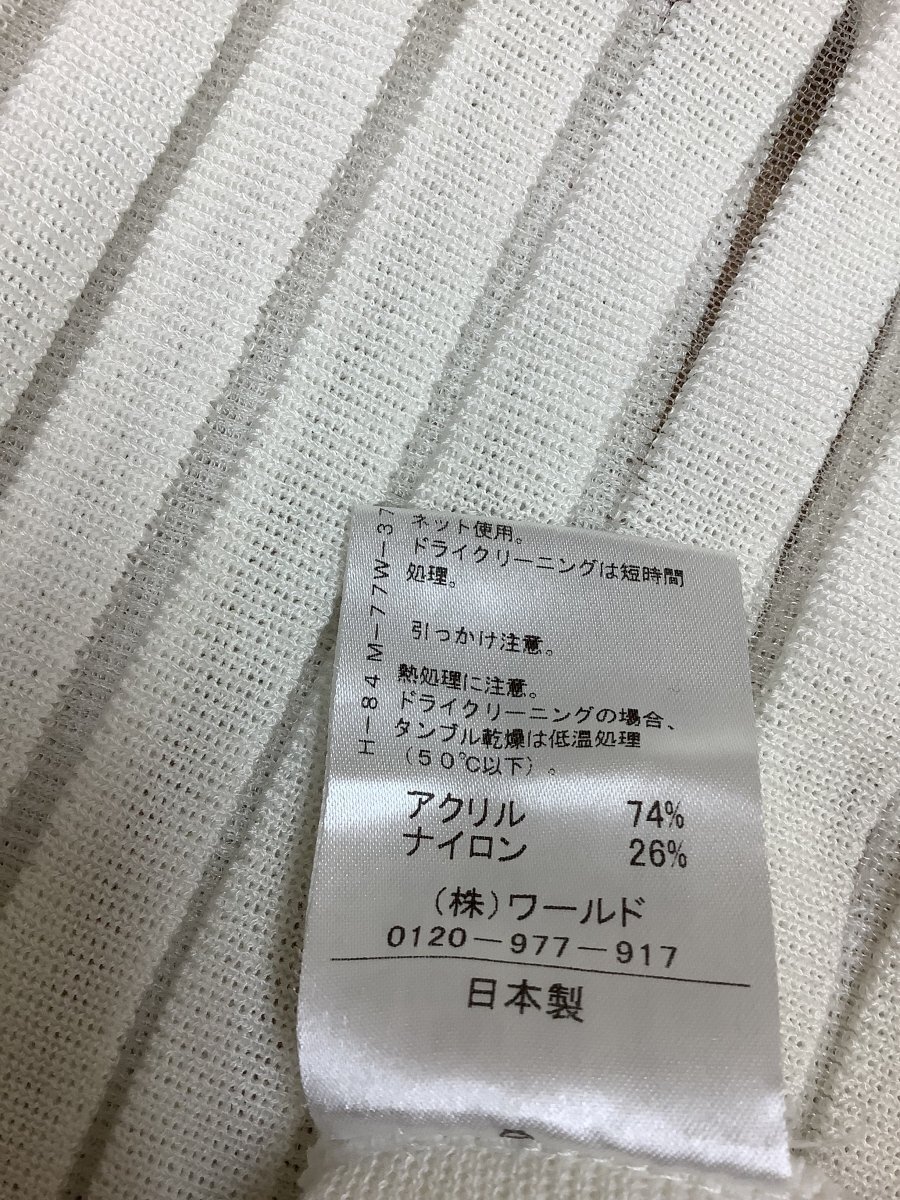 ネット使用。
ドライクリーニングは短時間
処理。
引っかけ注意。
熱処理に注意。
ドライクリーニングの場合、
タンブル乾燥は低温処理
(50℃以下)。
アクリル 74%
ナイロン 26%
(株)ワールド
0120-977-917
日本製
H-84 M-77W-37